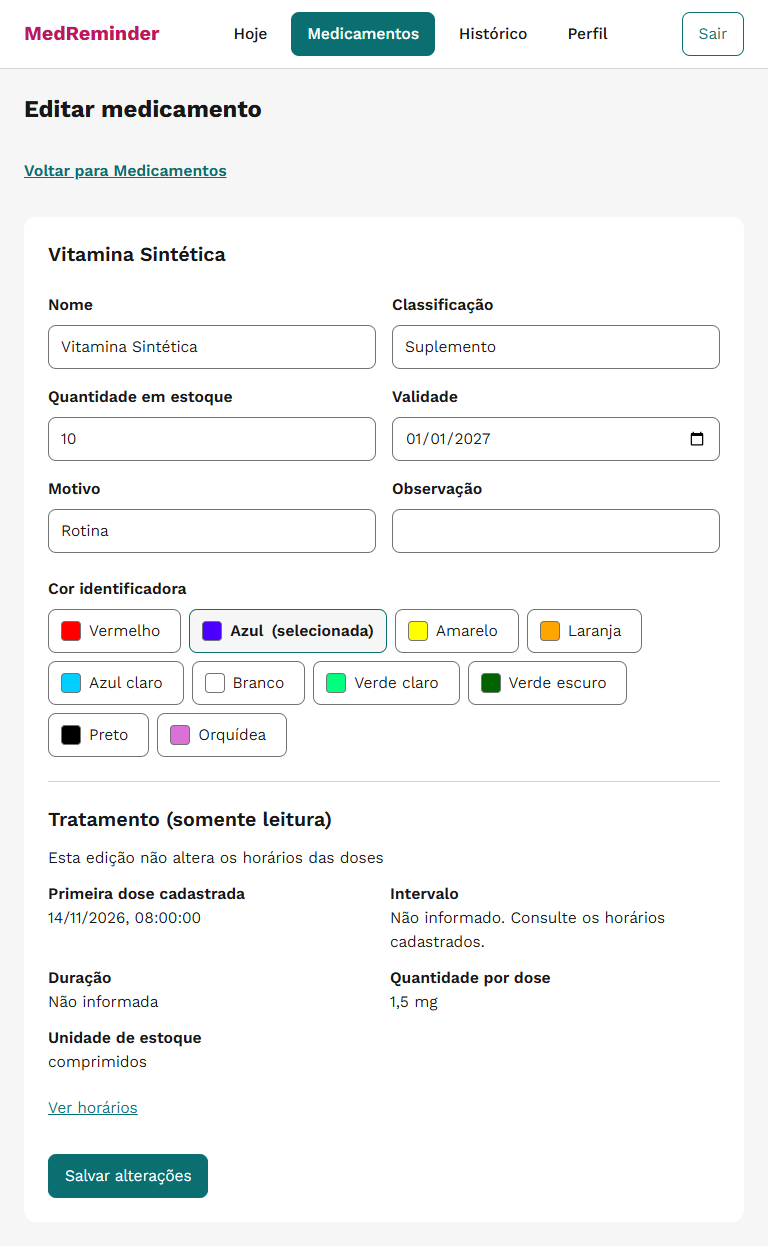 MedReminder
Hoje
Medicamentos
Histórico
Perfil
Sair
Editar medicamento
Voltar para Medicamentos
Vitamina Sintética
Nome
Classificação
Vitamina Sintética
Suplemento
Quantidade em estoque
Validade
10
01/01/2027
Motivo
Observação
Rotina
Cor identificadora
Vermelho
Azul (selecionada)
Amarelo
Laranja
Azul claro
Branco
Verde claro
Verde escuro
Preto
Orquídea
Tratamento (somente leitura)
Esta edição não altera os horários das doses
Primeira dose cadastrada
14/11/2026, 08:00:00
Intervalo
Não informado. Consulte os horários
cadastrados.
Duração
Não informada
Quantidade por dose
1,5 mg
Unidade de estoque
comprimidos
Ver horários
Salvar alterações